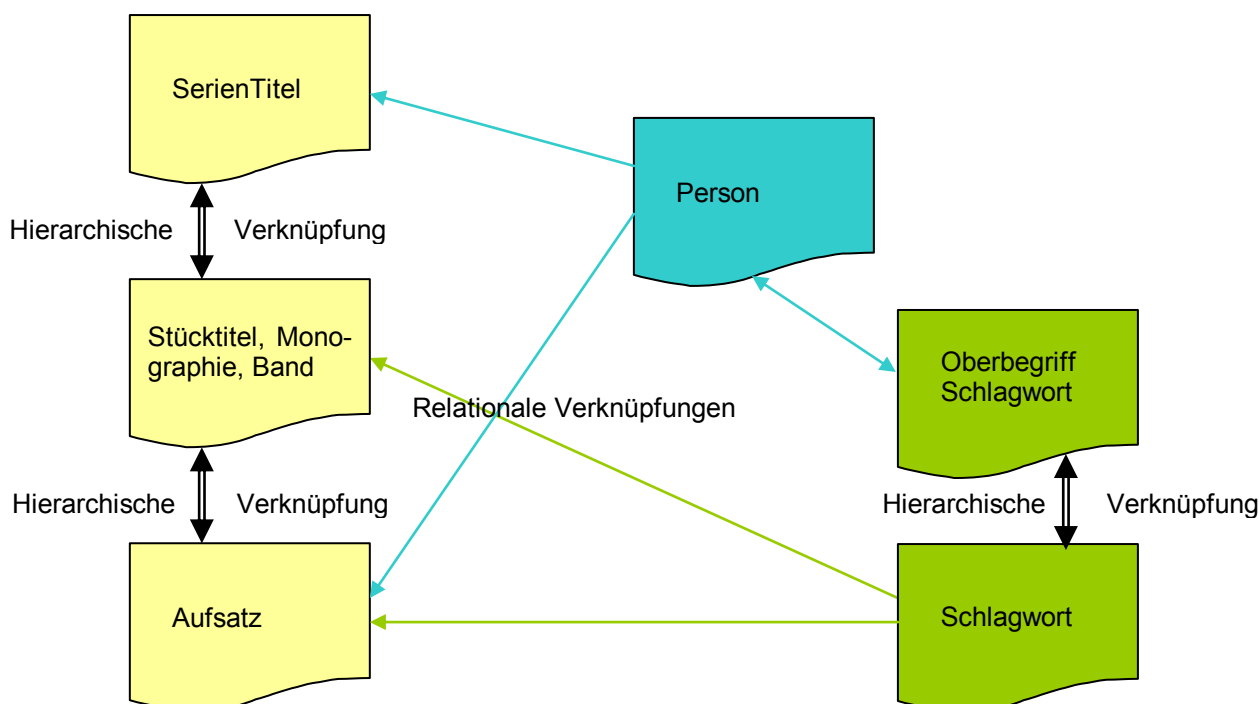 SerienTitel
Person
Hierarchische Verknüpfung
Stücktitel, Mono-
graphie, Band
Oberbegriff
Schlagwort
Relationale Verknüpfungen
Hierarchische Verknüpfung
Hierarchische Verknüpfung
Aufsatz
Schlagwort